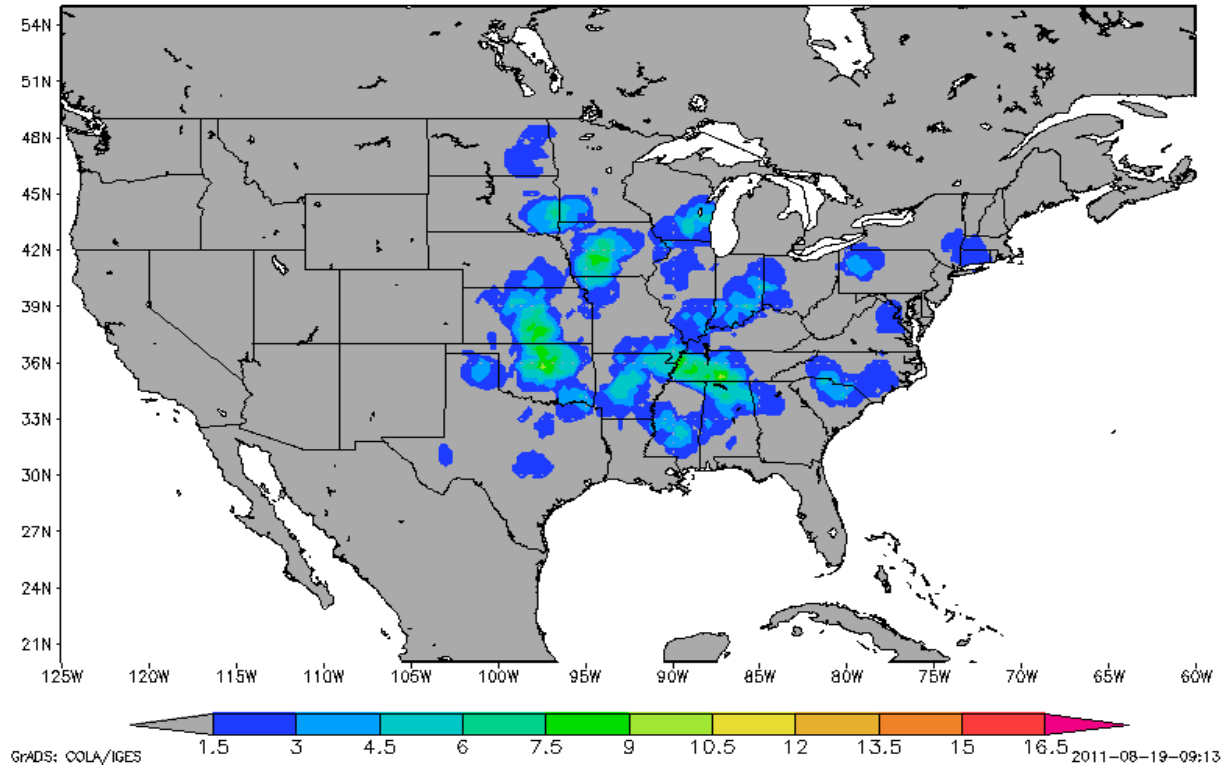 54N
51N
48N
45N
42N
39N
36N
33N
30N
27N
24N
21N
125W 120W 115W 110W 105W 100W 95W 90W 85W 80W 75W 70W 65W 60W
1.5 3 4.5 6 7.5 9 10.5 12 13.5 15 16.5
GrADS: COLA/IGES 2011-08-19-09:13